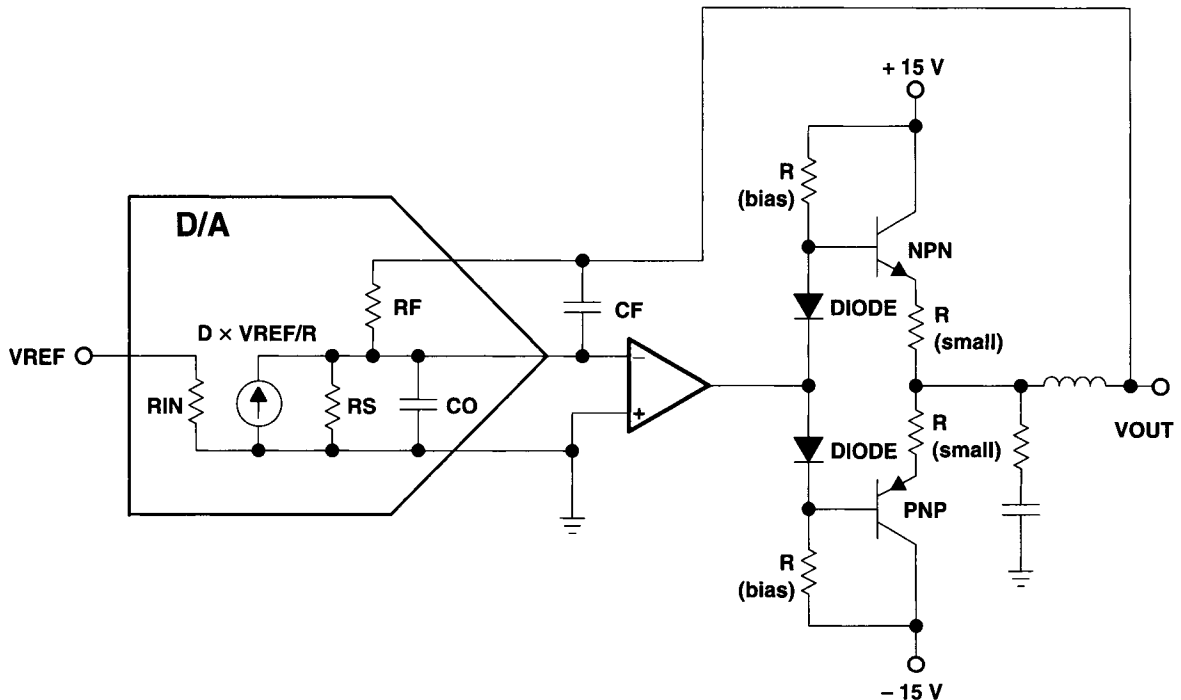 + 15 V
R
(bias)
D/A
NPN
RF
CF
DIODE
R
(small)
D × VREF/R
VREF
RIN
RS
CO
−
+
VOUT
DIODE
R
(small)
PNP
R
(bias)
− 15 V